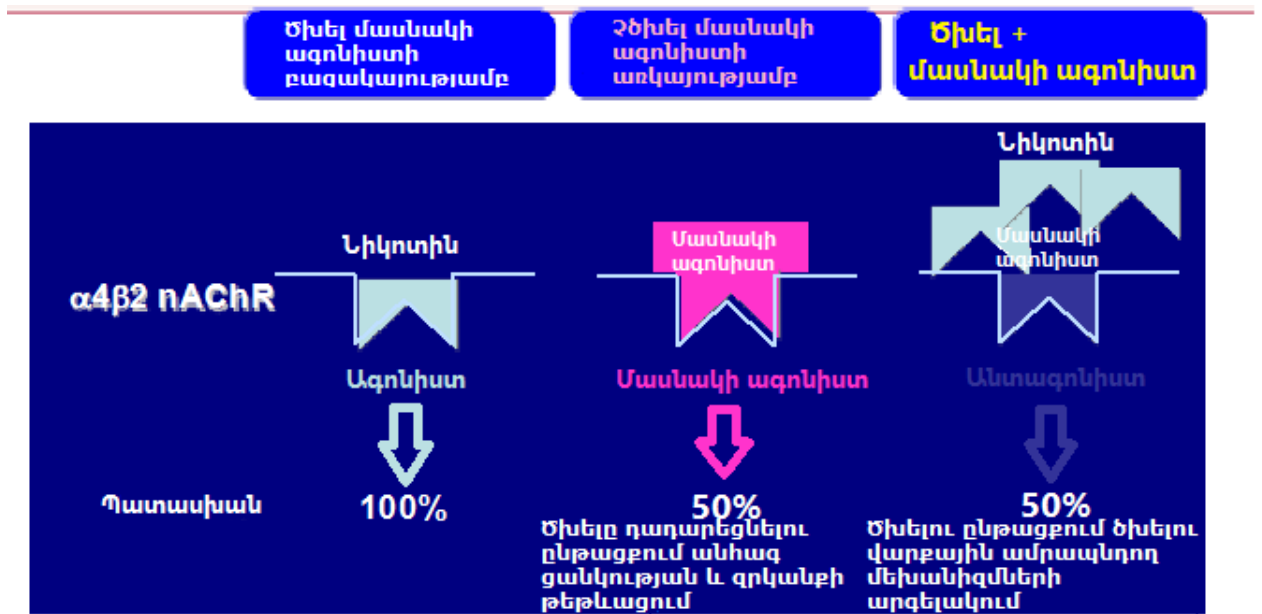 Ծխել մասնակի
ագոնիստի
բացակայությամբ
Չծխել մասնակի
ագոնիստի
առկայությամբ
Ծխել +
մասնակի ագոնիստ
α4β2 nAChR
Նիկոտին
Ագոնիստ
Մասնակի
ագոնիստ
Մասնակի ագոնիստ
Նիկոտին
Մասնակի
ագոնիստ
Անտագոնիստ
Պատասխան
100%
50%
Ծխելը դադարեցնելու
ընթացքում անհագ
ցանկության և զրկանքի
թեթևացում
50%
Ծխելու ընթացքում ծխելու
վարքային ամրապնդող
մեխանիզմների
արգելակում